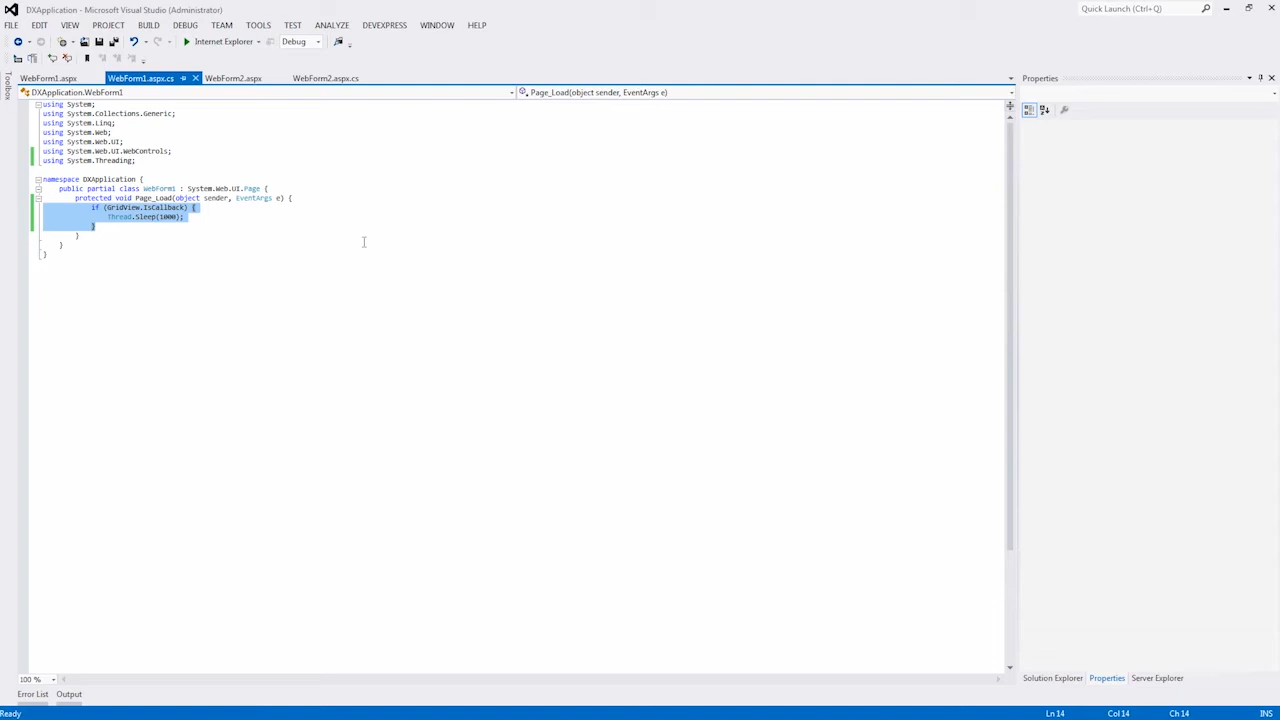 DXApplication - Microsoft Visual Studio (Administrator)
Quick Launch (Ctrl+Q)
FILE EDIT VIEW PROJECT BUILD DEBUG TEAM TOOLS TEST ANALYZE DEVEXPRESS WINDOW HELP
Internet Explorer Debug
WebForm1.aspx WebForm1.aspx.cs WebForm2.aspx WebForm2.aspx.cs
Properties
Toolbox
DXApplication.WebForm1 Page_Load(object sender, EventArgs e)
using System;
using System.Collections.Generic;
using System.Linq;
using System.Web;
using System.Web.UI;
using System.Web.UI.WebControls;
using System.Threading;
namespace DXApplication {
public partial class WebForm1 : System.Web.UI.Page {
protected void Page_Load(object sender, EventArgs e) {
if (GridView.IsCallback) {
Thread.Sleep(1000);
}
}
}
}
100 %
Solution Explorer Properties Server Explorer
Error List Output
Ready Ln 14 Col 14 Ch 14 INS